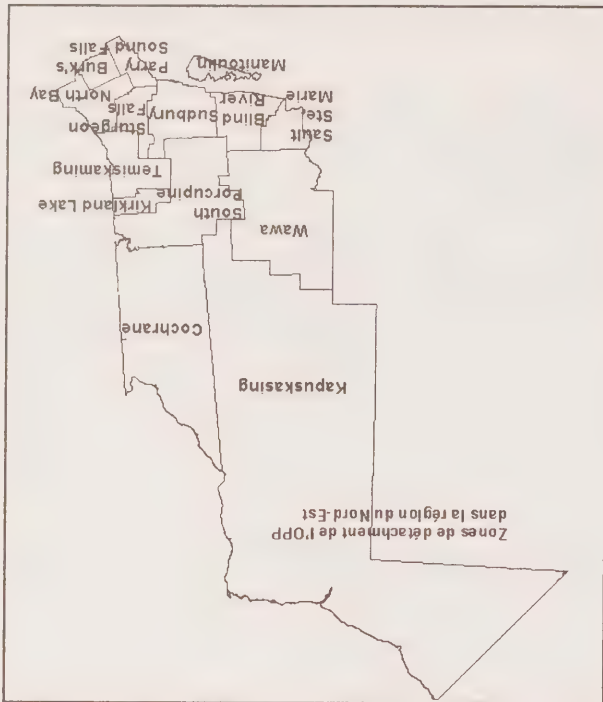 Zones de détachment de l'OPP
dans la région du Nord-Est
Kapuskasing
Cochrane
Wawa
South
Porcupine
Kirkland Lake
Temiskaming
Sault
Ste.
Marie
Blind
River
Sudbury
Sturgeon
Falls
North Bay
Manitoulin
Parry
Sound
Burk's
Falls